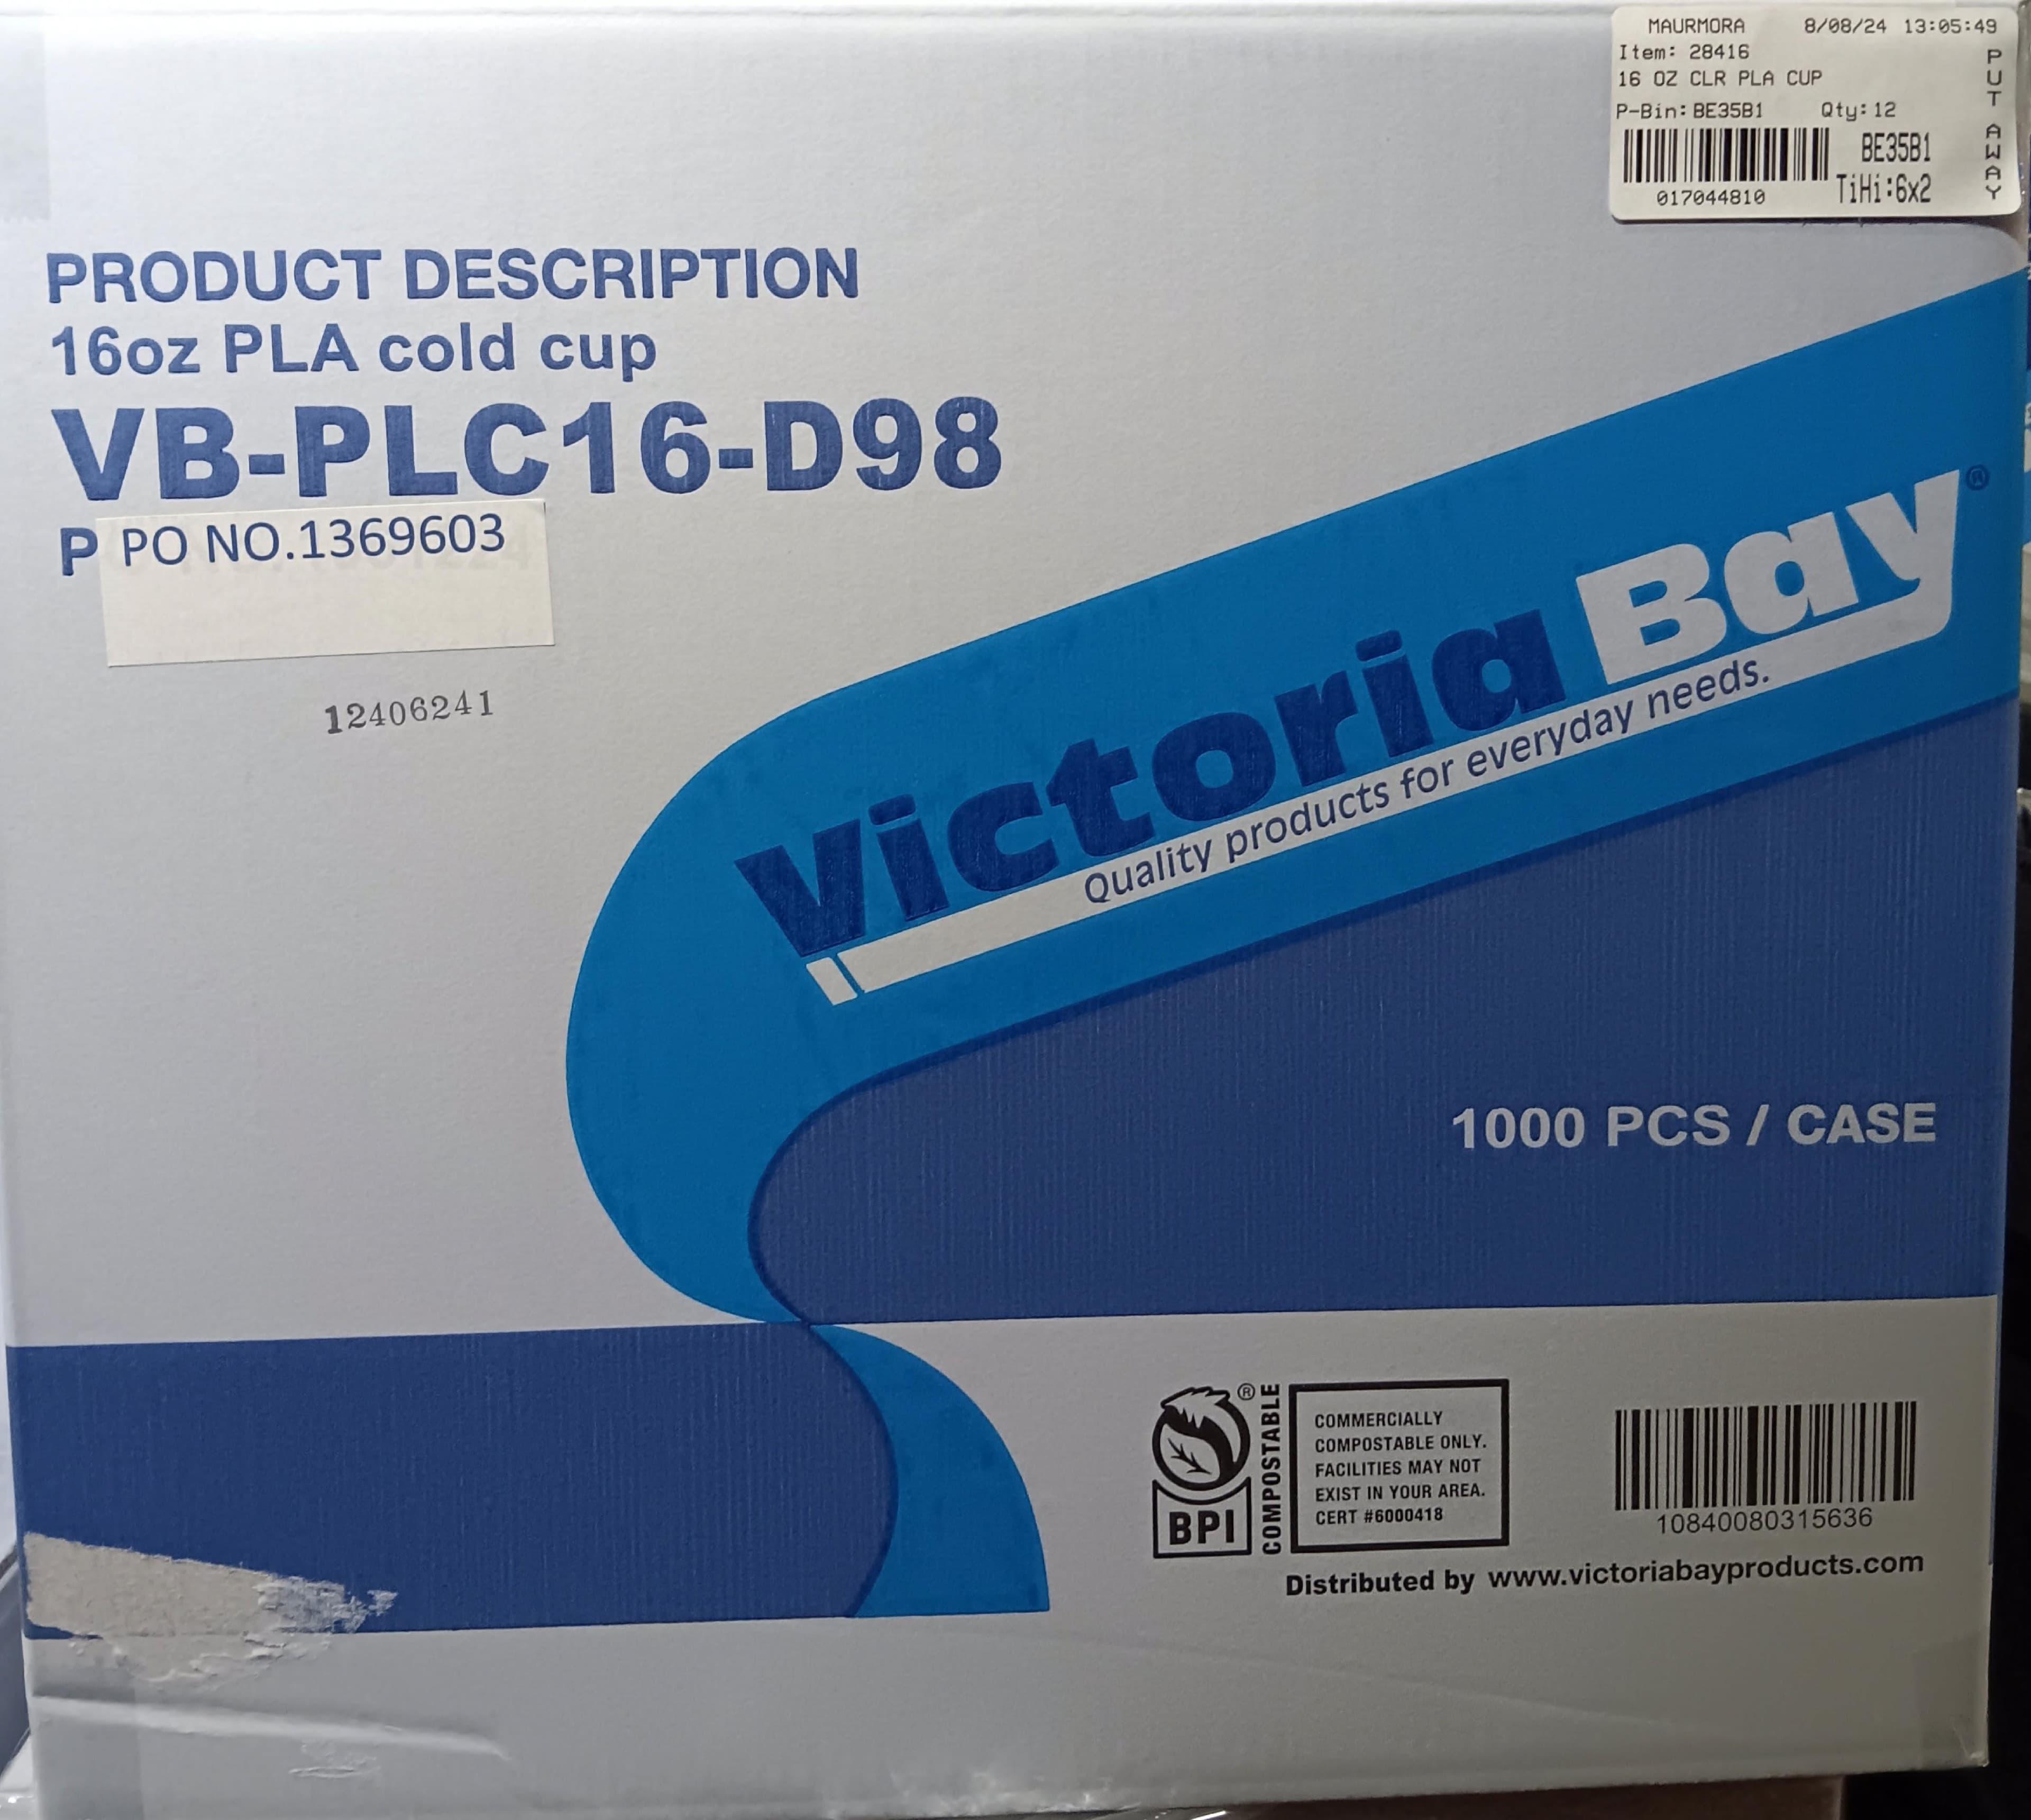 MAURMORA 8/08/24 13:05:49
Item: 28416
16 OZ CLR PLA CUP
P-Bin: BE35B1 Qty: 12
BE35B1
017044810 TiHi:6x2
PUT AWAY
PRODUCT DESCRIPTION
16oz PLA cold cup
VB-PLC16-D98
P PO NO.1369603
12406241
Victoria Bay®
Quality products for everyday needs.
1000 PCS / CASE
BPI ®
COMPOSTABLE
COMMERCIALLY
COMPOSTABLE ONLY.
FACILITIES MAY NOT
EXIST IN YOUR AREA.
CERT #6000418
10840080315636
Distributed by www.victoriabayproducts.com